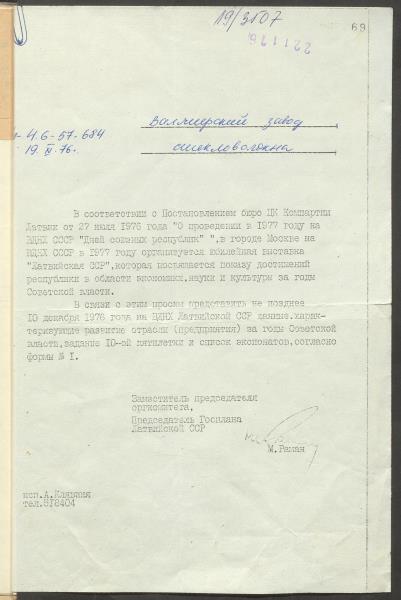 19/3107
69
221176
Валмиерский завод
4.6-57-684
19. XI. 76.
стекловолокна
В соответствии с Постановлением бюро ЦК Компартии
Латвии от 27 июля 1976 года "О проведении в 1977 году на
ВДНХ СССР "Дней союзных республик" ",в городе Москве на
ВДНХ СССР в 1977 году организуется юбилейная выставка
"Латвийская ССР",которая посвящается показу достижений
республики в области экономики,науки и культуры за годы
Советской власти.
В связи с этим просим представить не позднее
10 декабря 1976 года на ВДНХ Латвийской ССР данные,харак-
теризующие развитие отрасли (предприятия) за годы Советской
власти,задание 10-ой пятилетки и список экспонатов,согласно
формы № 1.
Заместитель председателя
оргкомитета,
Председатель Госплана
Латвийской ССР
М.Раман
исп.А.Клявиня
тел.518404